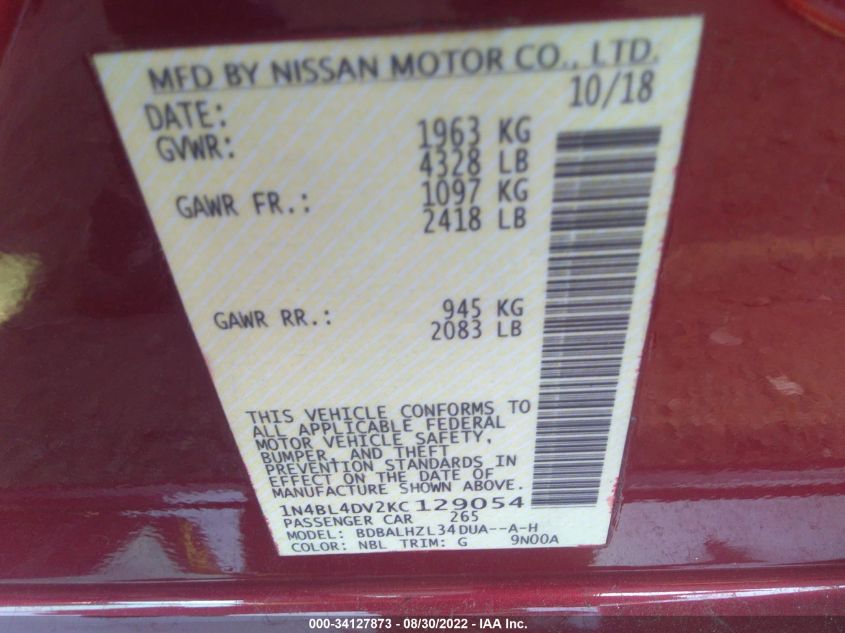 MFD BY NISSAN MOTOR CO., LTD.
DATE: 10/18
GVWR: 1963 KG
4328 LB
GAWR FR.: 1097 KG
2418 LB
GAWR RR.: 945 KG
2083 LB
THIS VEHICLE CONFORMS TO
ALL APPLICABLE FEDERAL
MOTOR VEHICLE SAFETY,
BUMPER, AND THEFT
PREVENTION STANDARDS IN
EFFECT ON THE DATE OF
MANUFACTURE SHOWN ABOVE.
1N4BL4DV2KC129054
PASSENGER CAR 265
MODEL: BDBALHZL34DUA--A-H
COLOR: NBL TRIM: G 9N00A
000-34127873 - 08/30/2022 - IAA Inc.